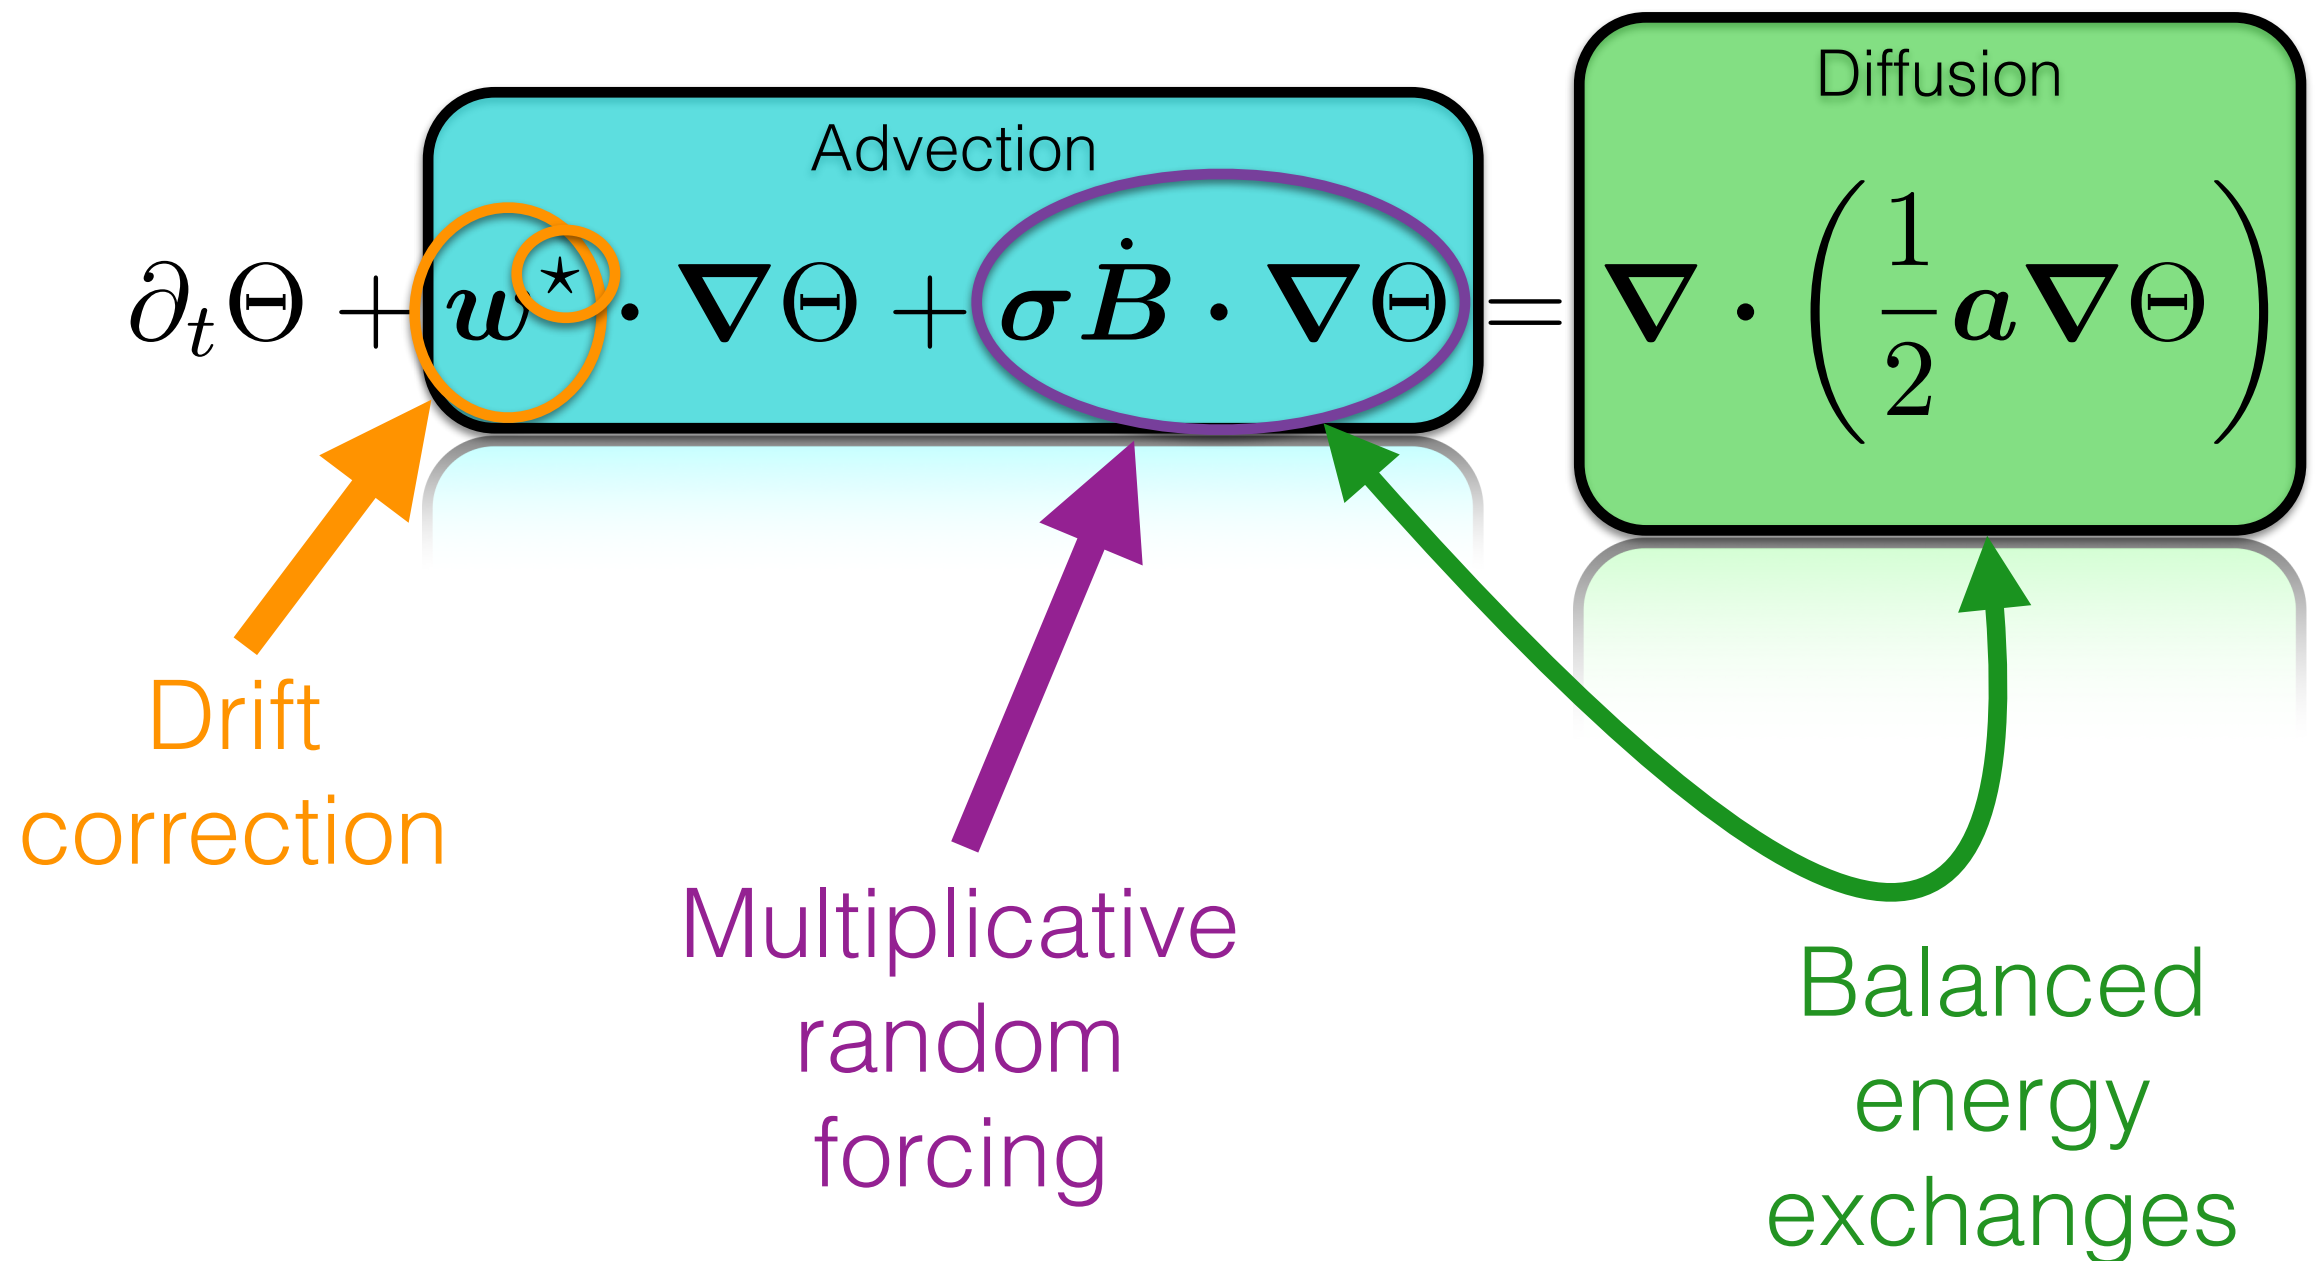 Diffusion
Advection
∂ₜΘ + w⋆ · ∇Θ + σḂ · ∇Θ = ∇ · (1/2 a∇Θ)
Drift
correction
Multiplicative
random
forcing
Balanced
energy
exchanges